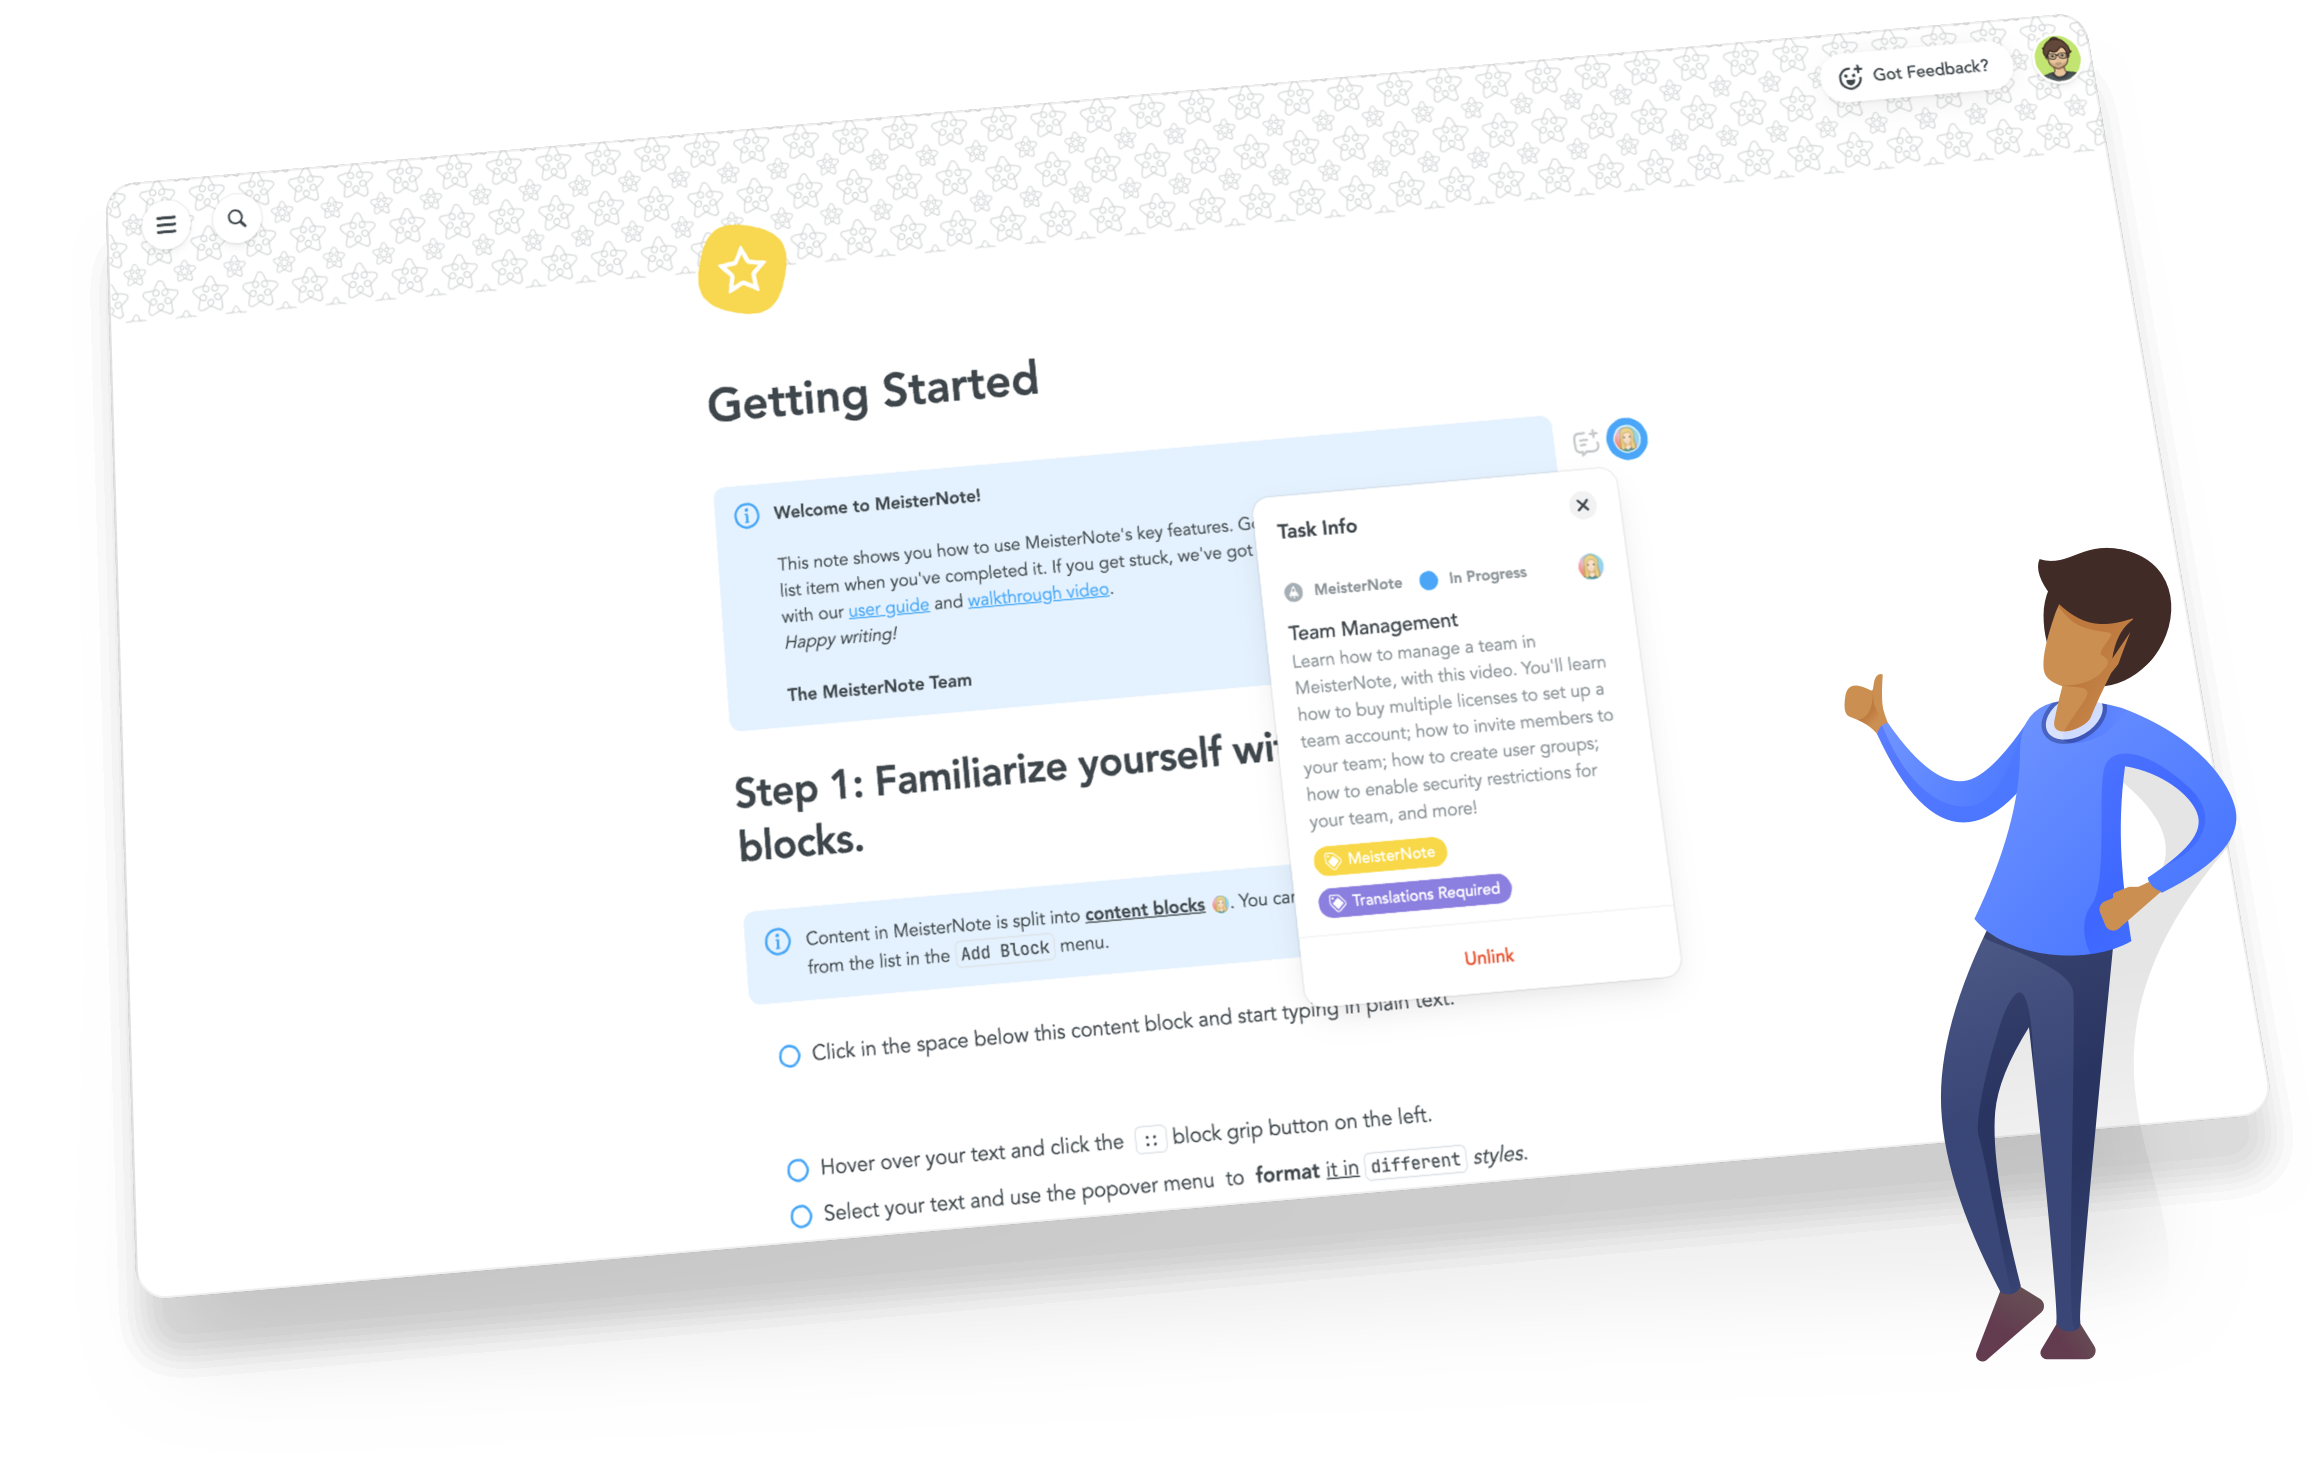 Got Feedback?
Getting Started
Welcome to MeisterNote!
This note shows you how to use MeisterNote's key features.
list item when you've completed it. If you get stuck, we've got
with our user guide and walkthrough video.
Happy writing!
The MeisterNote Team
Step 1: Familiarize yourself
blocks.
Content in MeisterNote is split into content blocks . You can
from the list in the Add Block menu.
Click in the space below this content block and start typing in plain text.
Hover over your text and click the :: block grip button on the left.
Select your text and use the popover menu to format it in different styles.
Task Info
MeisterNote In Progress
Team Management
Learn how to manage a team in
MeisterNote, with this video. You'll learn
how to buy multiple licenses to set up a
team account; how to invite members to
your team; how to create user groups;
how to enable security restrictions for
your team, and more!
MeisterNote
Translations Required
Unlink